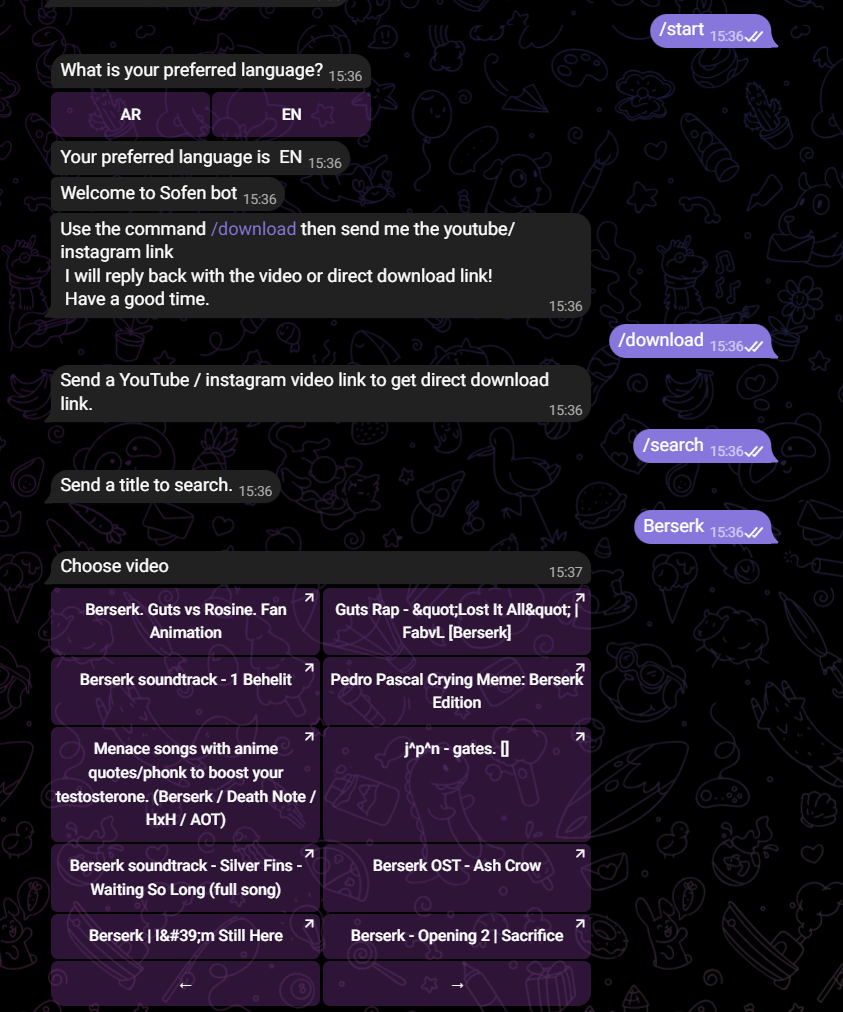 /start 15:36
What is your preferred language? 15:36
AR EN
Your preferred language is  EN 15:36
Welcome to Sofen bot 15:36
Use the command /download then send me the youtube/
instagram link
I will reply back with the video or direct download link!
Have a good time. 15:36
/download 15:36
Send a YouTube / instagram video link to get direct download
link. 15:36
/search 15:36
Send a title to search. 15:36
Berserk 15:36
Choose video 15:37
Berserk. Guts vs Rosine. Fan
Animation
Guts Rap - &quot;Lost It All&quot; |
FabvL [Berserk]
Berserk soundtrack - 1 Behelit
Pedro Pascal Crying Meme: Berserk
Edition
Menace songs with anime
quotes/phonk to boost your
testosterone. (Berserk / Death Note /
HxH / AOT)
j^p^n - gates. []
Berserk soundtrack - Silver Fins -
Waiting So Long (full song)
Berserk OST - Ash Crow
Berserk | I&#39;m Still Here
Berserk - Opening 2 | Sacrifice
← →